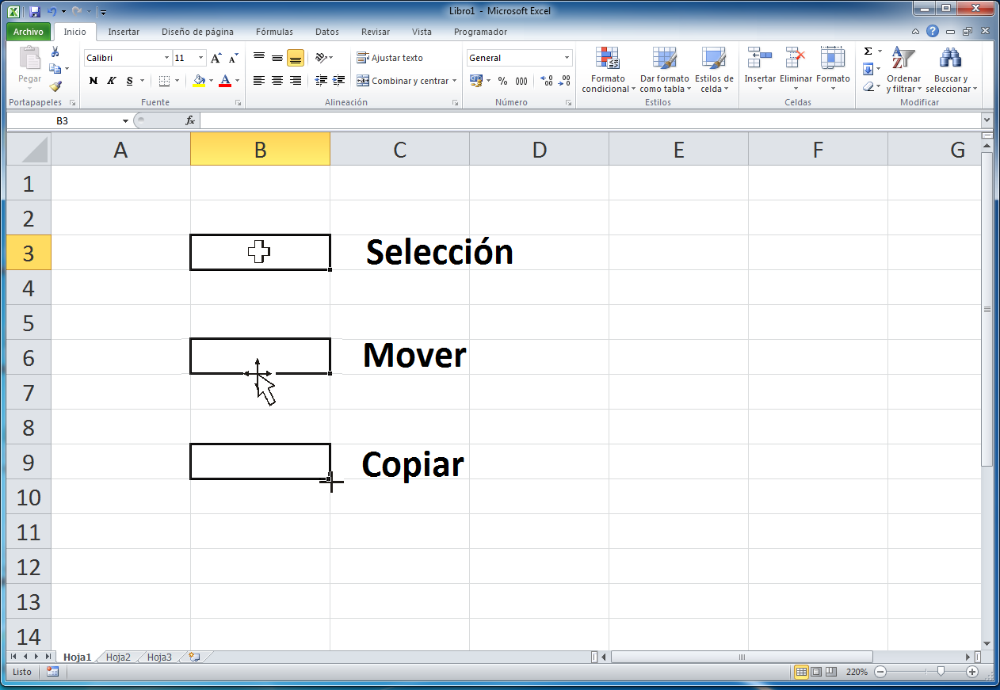 Libro1 - Microsoft Excel
Archivo Inicio Insertar Diseño de página Fórmulas Datos Revisar Vista Programador
Pegar
Calibri 11 A A
Ajustar texto
General
Formato condicional
Dar formato como tabla
Estilos de celda
Insertar Eliminar Formato
Σ
Ordenar y filtrar
Buscar y seleccionar
N K S A
Combinar y centrar
% 000
Portapapeles Fuente Alineación Número Estilos Celdas Modificar
B3 fx
A B C D E F G
1
2
3 Selección
4
5
6 Mover
7
8
9 Copiar
10
11
12
13
14
Hoja1 Hoja2 Hoja3
Listo 220%